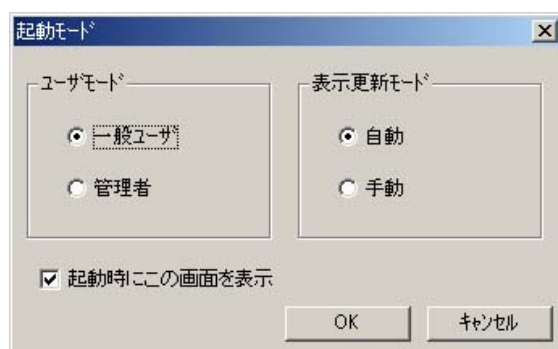 起動ﾓｰﾄﾞ
ﾕｰｻﾞﾓｰﾄﾞ
一般ﾕｰｻﾞ
管理者
表示更新ﾓｰﾄﾞ
自動
手動
起動時にこの画面を表示
OK
ｷｬﾝｾﾙ